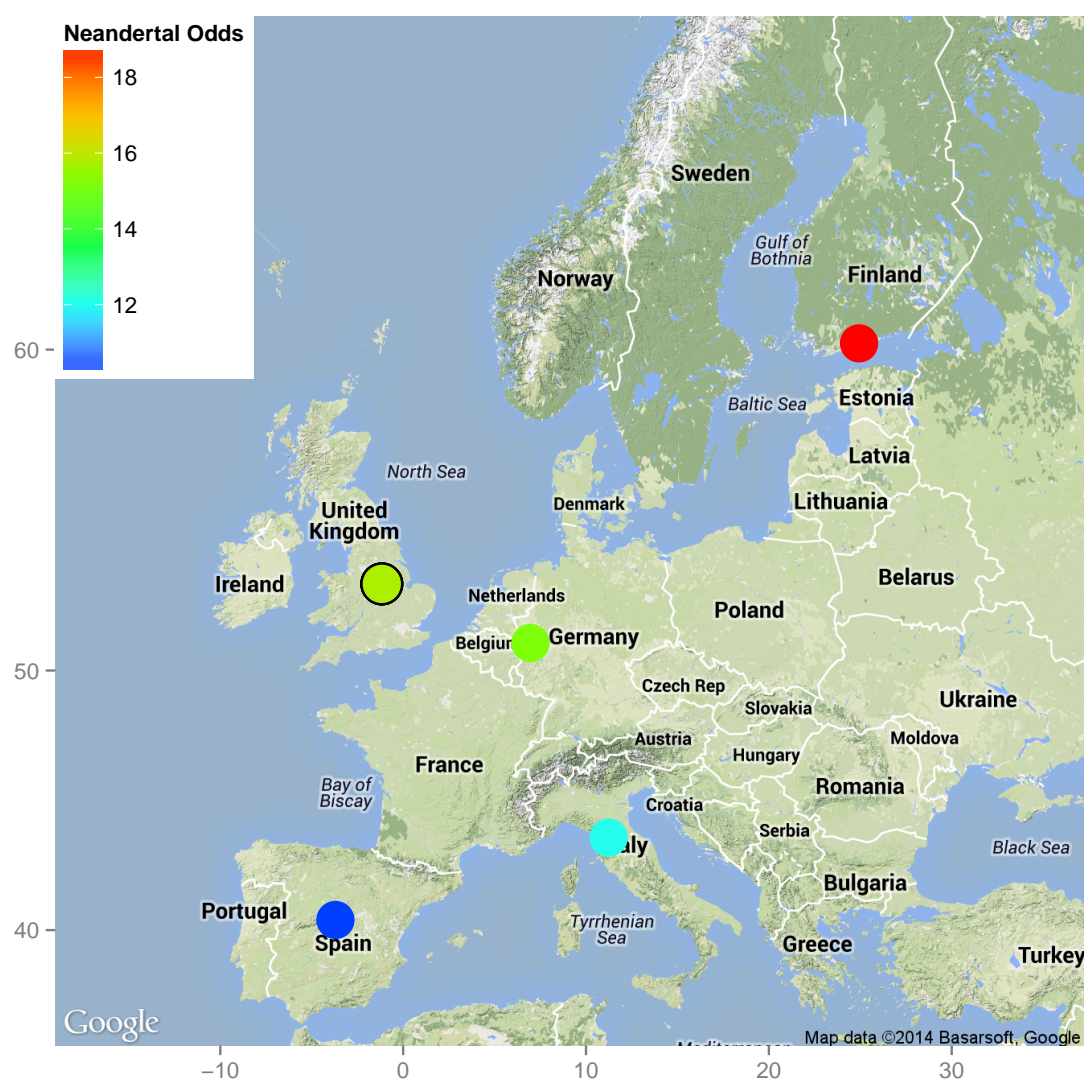 Neandertal Odds
18
16
14
12
Sweden
Gulf of
Bothnia
Norway
Finland
60
Baltic Sea
Estonia
North Sea
Latvia
Denmark
Lithuania
United
Kingdom
Ireland
Netherlands
Belarus
Poland
Belgiu
Germany
50
Czech Rep
Slovakia
Ukraine
Austria
Hungary
Moldova
France
Romania
Bay of
Biscay
Croatia
Serbia
aly
Black Sea
Bulgaria
Portugal
40
Spain
Tyrrhenian
Sea
Greece
Turkey
Google
Map data ©2014 Basarsoft, Google
−10
0
10
20
30